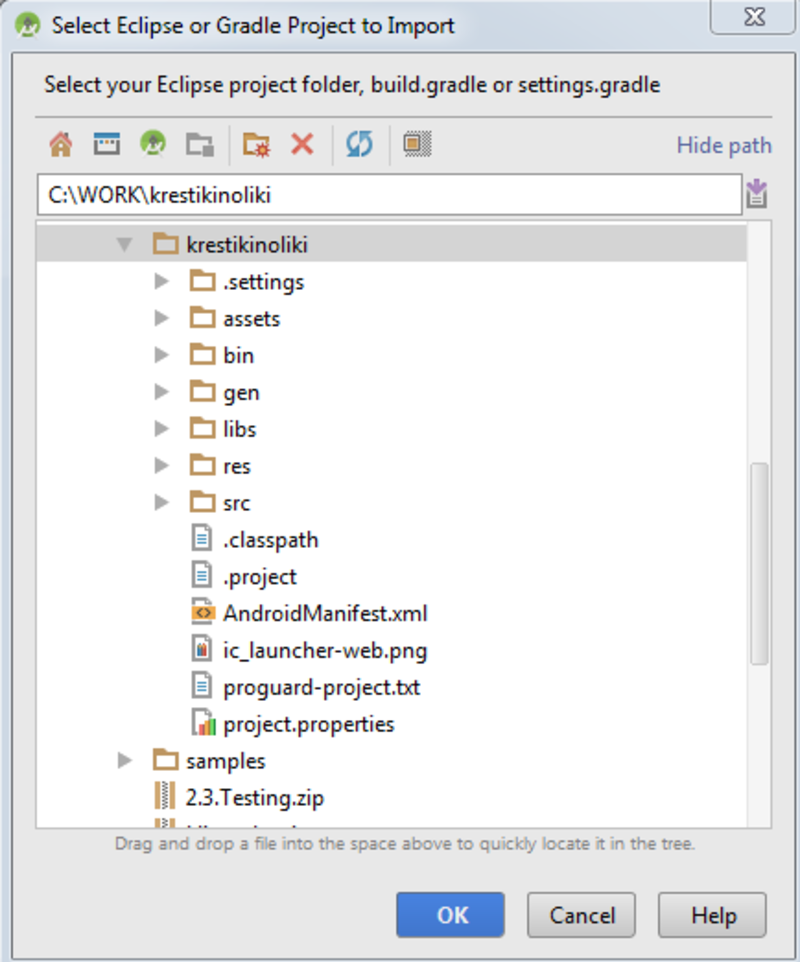 Select Eclipse or Gradle Project to Import
Select your Eclipse project folder, build.gradle or settings.gradle
Hide path
C:\WORK\krestikinoliki
krestikinoliki
.settings
assets
bin
gen
libs
res
src
.classpath
.project
AndroidManifest.xml
ic_launcher-web.png
proguard-project.txt
project.properties
samples
2.3.Testing.zip
Drag and drop a file into the space above to quickly locate it in the tree.
OK Cancel Help